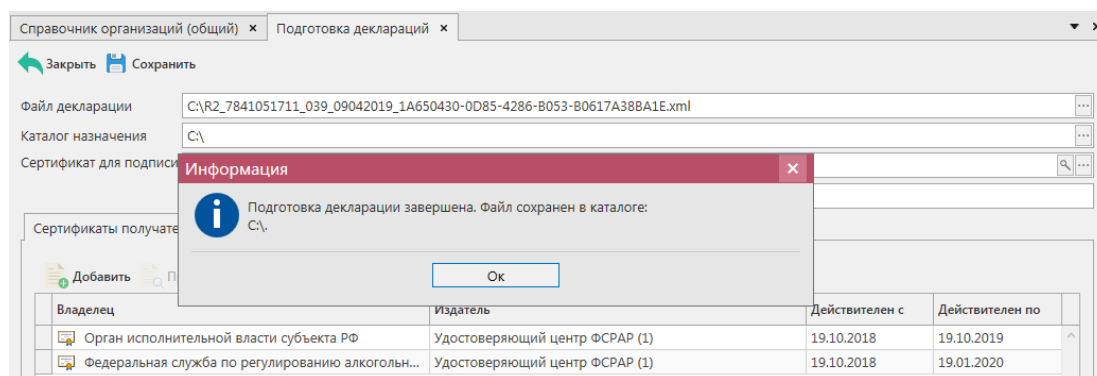 Справочник организаций (общий) × Подготовка деклараций ×
Закрыть Сохранить
Файл декларации C:\R2_7841051711_039_09042019_1A650430-0D85-4286-B053-B0617A38BA1E.xml ...
Каталог назначения C:\ ...
Сертификат для подписи ...
Информация ×
Подготовка декларации завершена. Файл сохранен в каталоге:
C:\.
Ок
Сертификаты получате
Добавить П
Владелец Издатель Действителен с Действителен по
Орган исполнительной власти субъекта РФ Удостоверяющий центр ФСРАР (1) 19.10.2018 19.10.2019
Федеральная служба по регулированию алкогольн... Удостоверяющий центр ФСРАР (1) 19.10.2018 19.01.2020